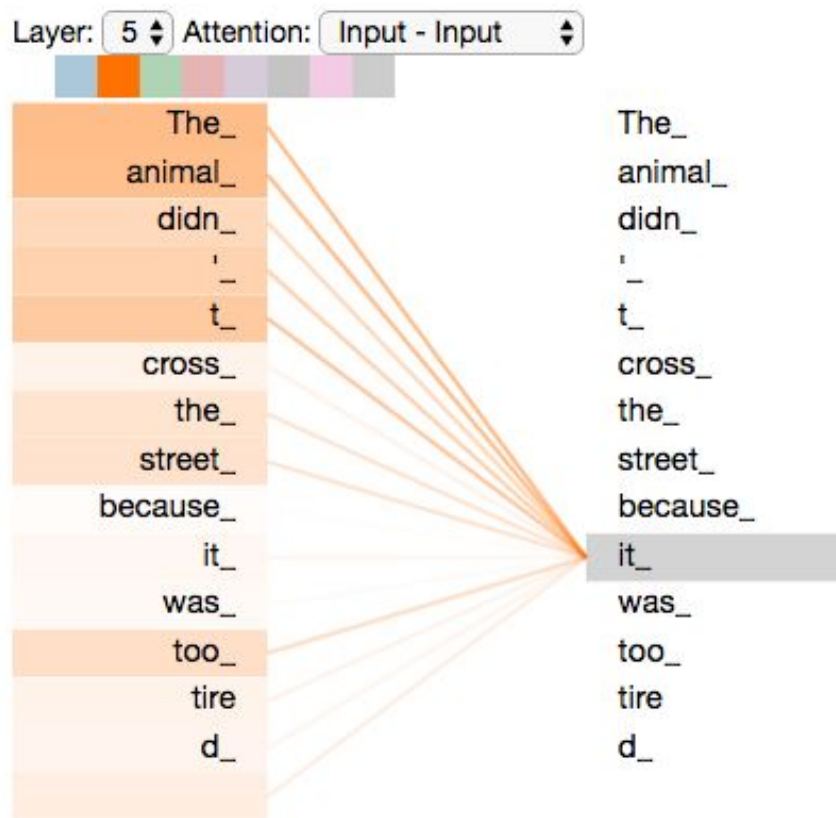 Layer: 5 Attention: Input - Input
The_ The_
animal_ animal_
didn_ didn_
'_ '_
t_ t_
cross_ cross_
the_ the_
street_ street_
because_ because_
it_ it_
was_ was_
too_ too_
tire tire
d_ d_